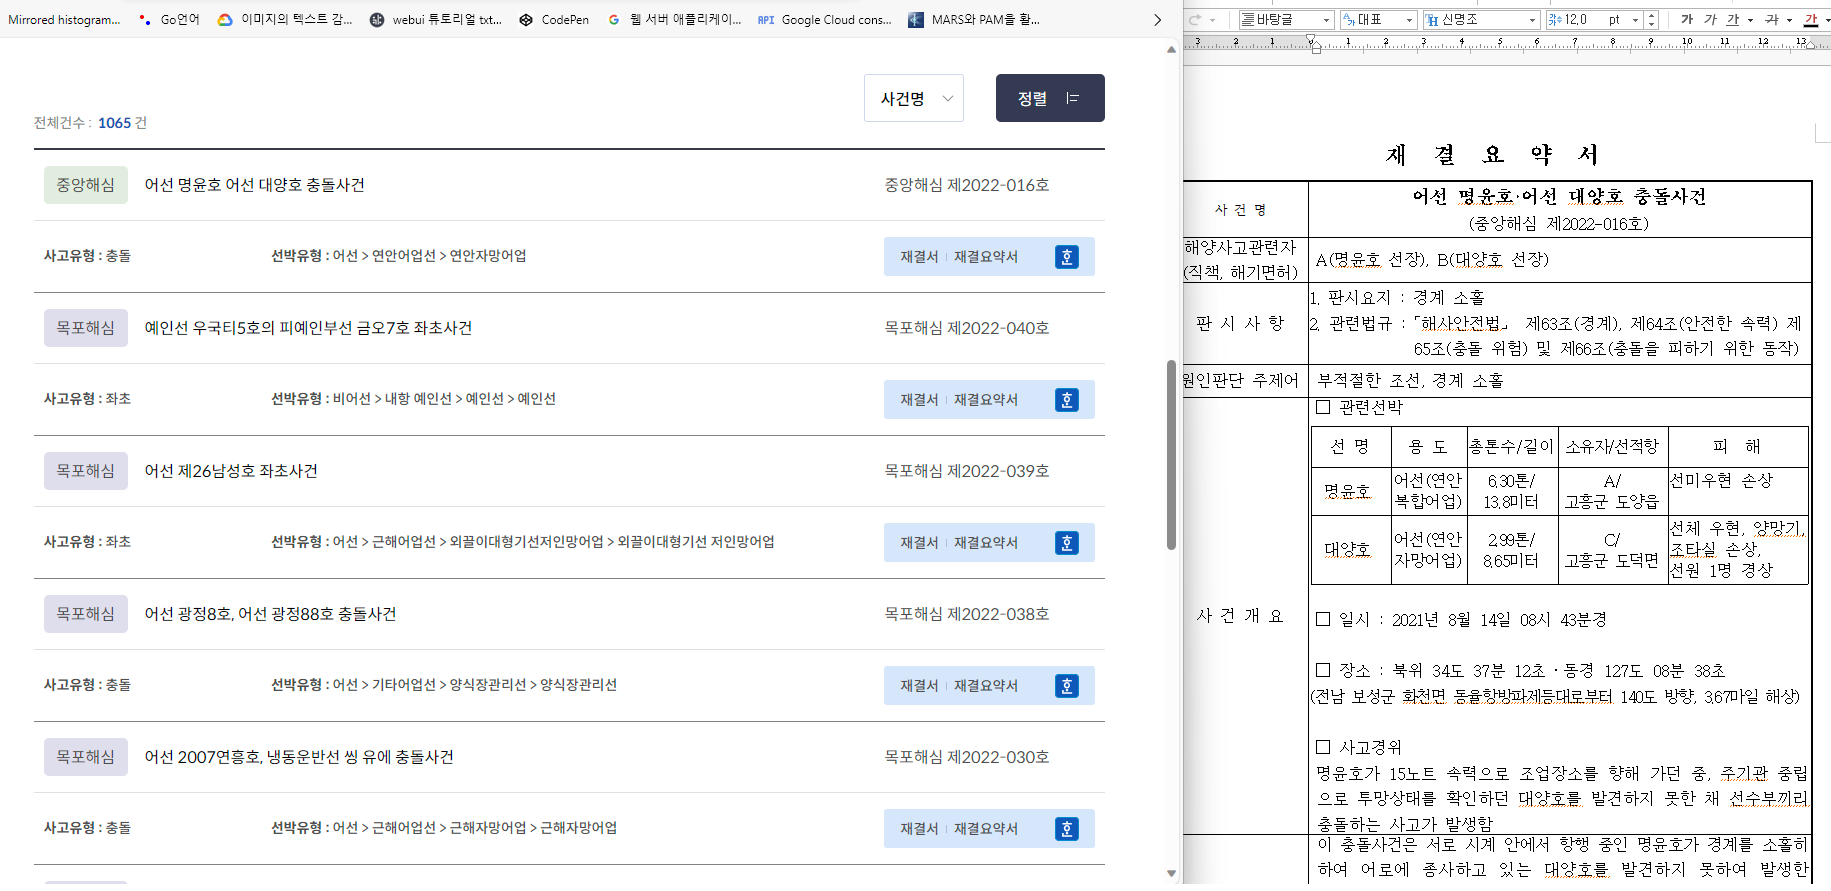 Mirrored histogram...
Go언어
이미지의 텍스트 감...
webui 튜토리얼 txt...
CodePen
웹 서버 애플리케이...
API Google Cloud cons...
MARS와 PAM을 활...
사건명
정렬
전체건수 : 1065 건
중앙해심 어선 명윤호 어선 대양호 충돌사건 중앙해심 제2022-016호
사고유형 : 충돌 선박유형 : 어선 > 연안어업선 > 연안자망어업 재결서 재결요약서
목포해심 예인선 우국티5호의 피예인부선 금오7호 좌초사건 목포해심 제2022-040호
사고유형 : 좌초 선박유형 : 비어선 > 내항 예인선 > 예인선 > 예인선 재결서 재결요약서
목포해심 어선 제26남성호 좌초사건 목포해심 제2022-039호
사고유형 : 좌초 선박유형 : 어선 > 근해어업선 > 외끌이대형기선저인망어업 > 외끌이대형기선 저인망어업 재결서 재결요약서
목포해심 어선 광정8호, 어선 광정88호 충돌사건 목포해심 제2022-038호
사고유형 : 충돌 선박유형 : 어선 > 기타어업선 > 양식장관리선 > 양식장관리선 재결서 재결요약서
목포해심 어선 2007연흥호, 냉동운반선 씽 유에 충돌사건 목포해심 제2022-030호
사고유형 : 충돌 선박유형 : 어선 > 근해어업선 > 근해자망어업 > 근해자망어업 재결서 재결요약서
바탕글 대표 신명조 12.0 pt 가 가 가 가 가
3 2 1 0 1 2 3 4 5 6 7 8 9 10 11 12 13
재 결 요 약 서
사 건 명
어선 명윤호·어선 대양호 충돌사건
(중앙해심 제2022-016호)
해양사고관련자
(직책, 해기면허)
A(명윤호 선장), B(대양호 선장)
판 시 사 항
1. 판시요지 : 경계 소홀
2. 관련법규 : 「해사안전법」 제63조(경계), 제64조(안전한 속력) 제
65조(충돌 위험) 및 제66조(충돌을 피하기 위한 동작)
원인판단 주제어
부적절한 조선, 경계 소홀
사 건 개 요
□ 관련선박
선 명 용 도 총톤수/길이 소유자/선적항 피 해
명윤호 어선(연안 복합어업) 6.30톤/ 13.8미터 A/ 고흥군 도양읍 선미우현 손상
대양호 어선(연안 자망어업) 2.99톤/ 8.65미터 C/ 고흥군 도덕면 선체 우현, 양망기, 조타실 손상, 선원 1명 경상
□ 일시 : 2021년 8월 14일 08시 43분경
□ 장소 : 북위 34도 37분 12초 · 동경 127도 08분 38초
(전남 보성군 화천면 동율항방파제등대로부터 140도 방향, 3.67마일 해상)
□ 사고경위
명윤호가 15노트 속력으로 조업장소를 향해 가던 중, 주기관 중립
으로 투망상태를 확인하던 대양호를 발견하지 못한 채 선수부끼리
충돌하는 사고가 발생함
이 충돌사건은 서로 시계 안에서 항행 중인 명윤호가 경계를 소홀히
하여 어로에 종사하고 있는 대양호를 발견하지 못하여 발생한